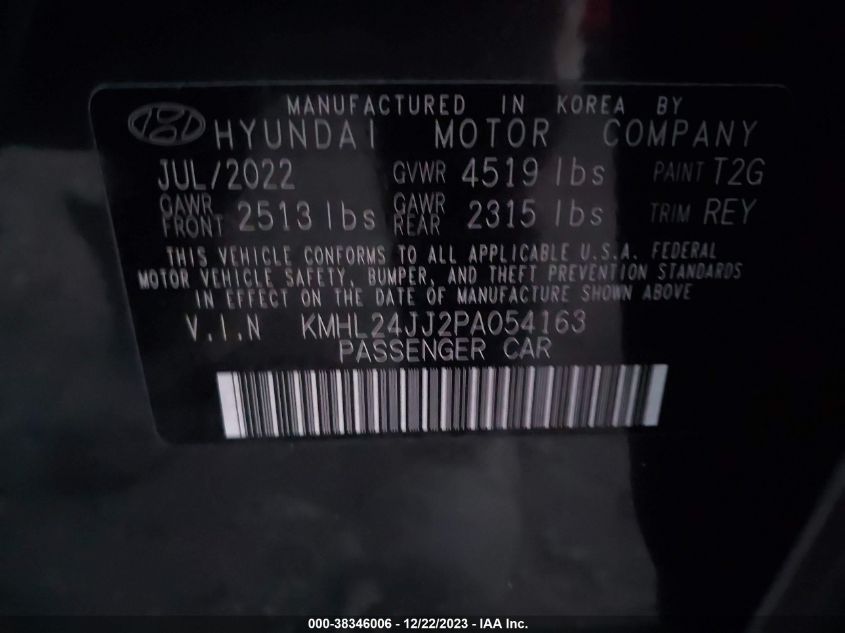 MANUFACTURED IN KOREA BY
HYUNDAI MOTOR COMPANY
JUL/2022 GVWR 4519 lbs PAINT T2G
GAWR FRONT 2513 lbs GAWR REAR 2315 lbs TRIM REY
THIS VEHICLE CONFORMS TO ALL APPLICABLE U.S.A. FEDERAL
MOTOR VEHICLE SAFETY, BUMPER, AND THEFT PREVENTION STANDARDS
IN EFFECT ON THE DATE OF MANUFACTURE SHOWN ABOVE
V.I.N KMHL24JJ2PA054163
PASSENGER CAR
000-38346006 - 12/22/2023 - IAA Inc.